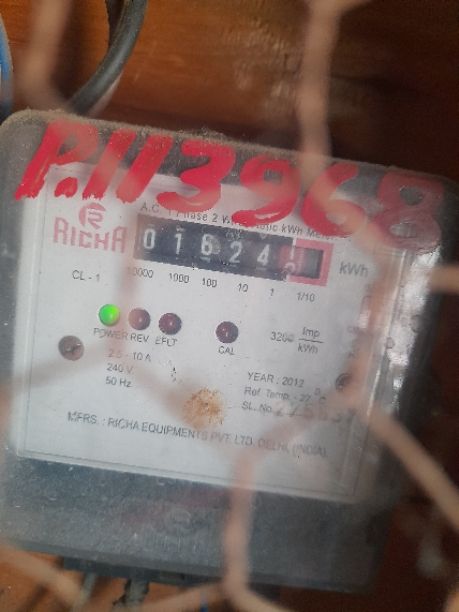 P.113968
A.C. 1 Phase 2 Wire Static kWh Meter
RICHA
01624
kWh
CL - 1
10000 1000 100 10 1 1/10
POWER REV EFLT
CAL
3200 Imp/kWh
2.5 - 10 A
240 V
50 Hz
YEAR : 2012
Ref. Temp. - 27 °C
SL. No.
MFRS. : RICHA EQUIPMENTS PVT. LTD. DELHI, (INDIA)